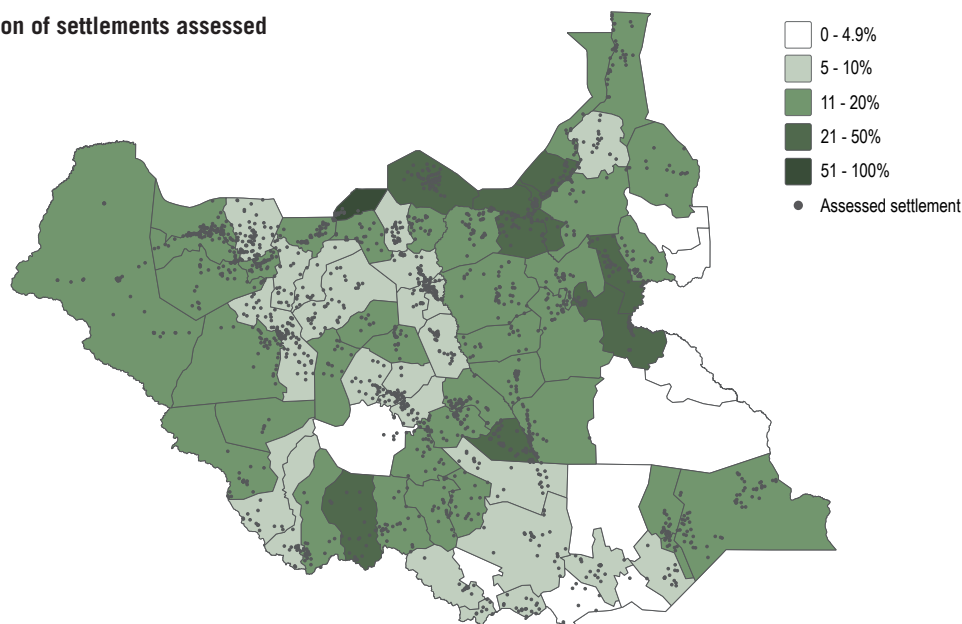 on of settlements assessed
0 - 4.9%
5 - 10%
11 - 20%
21 - 50%
51 - 100%
Assessed settlement